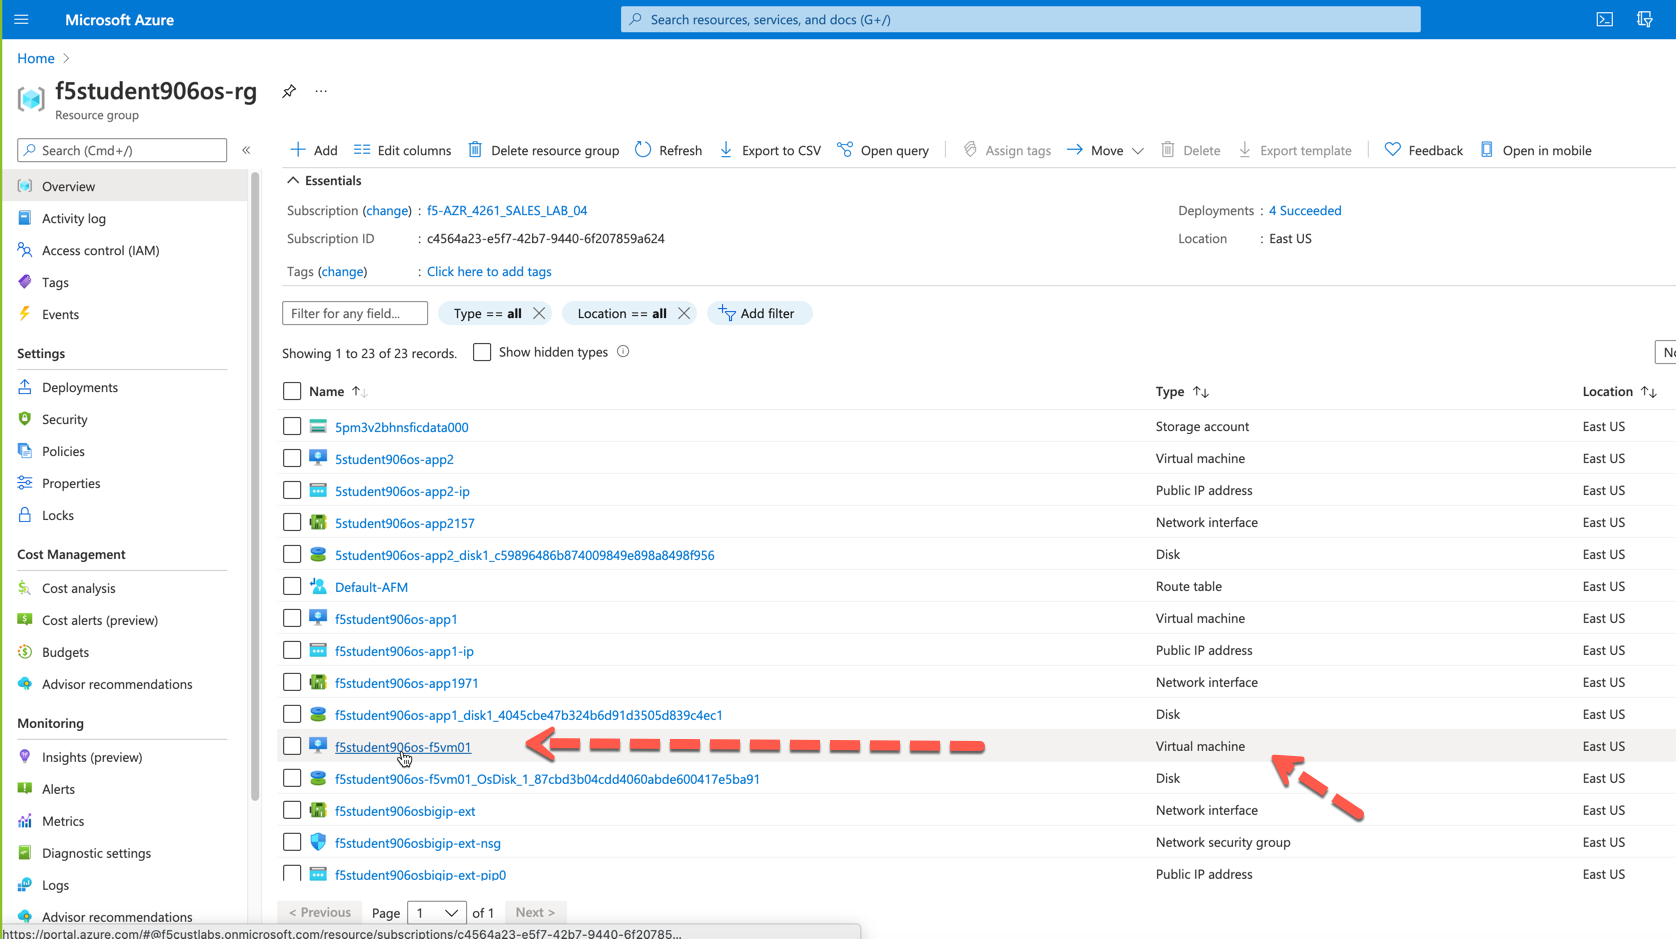 Microsoft Azure
Search resources, services, and docs (G+/)
Home
f5student906os-rg
...
Resource group
Search (Cmd+/)
«
Add
Edit columns
Delete resource group
Refresh
Export to CSV
Open query
Assign tags
Move
Delete
Export template
Feedback
Open in mobile
Overview
Activity log
Access control (IAM)
Tags
Events
Settings
Deployments
Security
Policies
Properties
Locks
Cost Management
Cost analysis
Cost alerts (preview)
Budgets
Advisor recommendations
Monitoring
Insights (preview)
Alerts
Metrics
Diagnostic settings
Logs
Advisor recommendations
Essentials
Subscription (change) : f5-AZR_4261_SALES_LAB_04
Deployments : 4 Succeeded
Subscription ID : c4564a23-e5f7-42b7-9440-6f207859a624
Location : East US
Tags (change) : Click here to add tags
Filter for any field...
Type == all
Location == all
Add filter
Showing 1 to 23 of 23 records.
Show hidden types
No
Name Type Location
5pm3v2bhnsficdata000 Storage account East US
5student906os-app2 Virtual machine East US
5student906os-app2-ip Public IP address East US
5student906os-app2157 Network interface East US
5student906os-app2_disk1_c59896486b874009849e898a8498f956 Disk East US
Default-AFM Route table East US
f5student906os-app1 Virtual machine East US
f5student906os-app1-ip Public IP address East US
f5student906os-app1971 Network interface East US
f5student906os-app1_disk1_4045cbe47b324b6d91d3505d839c4ec1 Disk East US
f5student906os-f5vm01 Virtual machine East US
f5student906os-f5vm01_OsDisk_1_87cbd3b04cdd4060abde600417e5ba91 Disk East US
f5student906osbigip-ext Network interface East US
f5student906osbigip-ext-nsg Network security group East US
f5student906osbigip-ext-pip0 Public IP address East US
< Previous Page 1 of 1 Next >
https://portal.azure.com/#@f5custlabs.onmicrosoft.com/resource/subscriptions/c4564a23-e5f7-42b7-9440-6f20785...